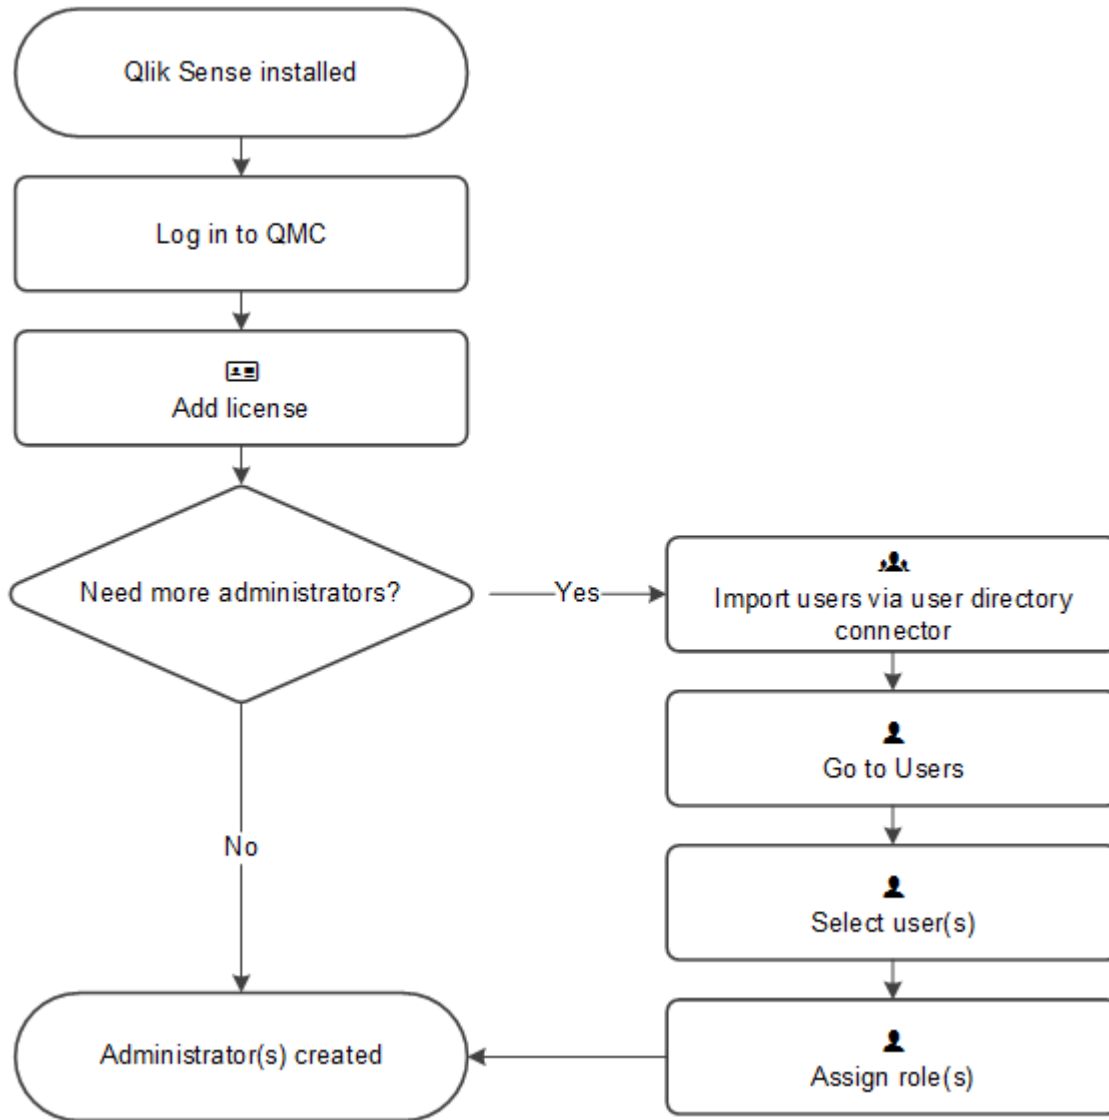 Qlik Sense installed
Log in to QMC
Add license
Need more administrators?
Yes
Import users via user directory
connector
Go to Users
Select user(s)
Assign role(s)
No
Administrator(s) created